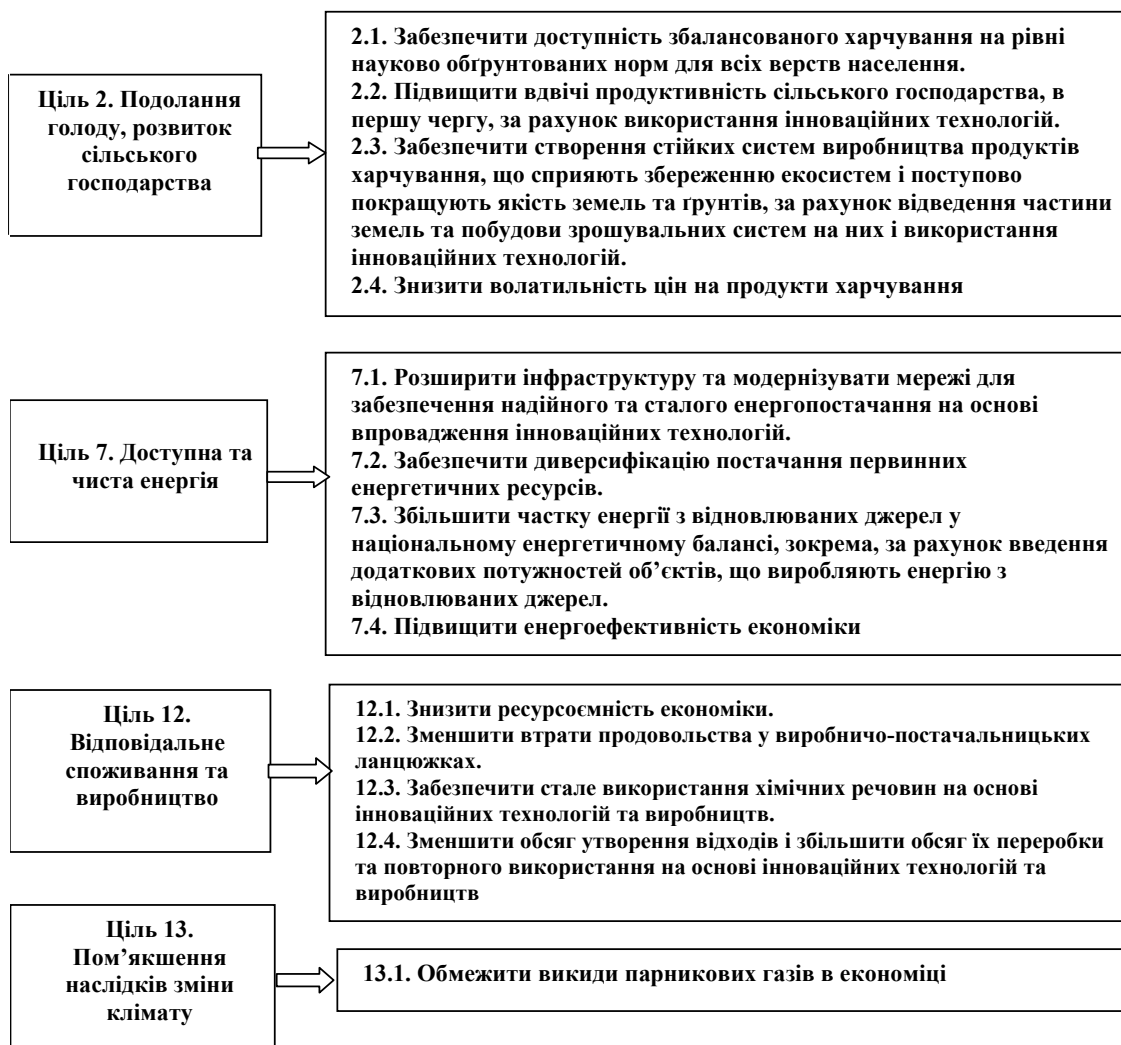 Ціль 2. Подолання
голоду, розвиток
сільського
господарства
2.1. Забезпечити доступність збалансованого харчування на рівні
науково обґрунтованих норм для всіх верств населення.
2.2. Підвищити вдвічі продуктивність сільського господарства, в
першу чергу, за рахунок використання інноваційних технологій.
2.3. Забезпечити створення стійких систем виробництва продуктів
харчування, що сприяють збереженню екосистем і поступово
покращують якість земель та ґрунтів, за рахунок відведення частини
земель та побудови зрошувальних систем на них і використання
інноваційних технологій.
2.4. Знизити волатильність цін на продукти харчування
Ціль 7. Доступна та
чиста енергія
7.1. Розширити інфраструктуру та модернізувати мережі для
забезпечення надійного та сталого енергопостачання на основі
впровадження інноваційних технологій.
7.2. Забезпечити диверсифікацію постачання первинних
енергетичних ресурсів.
7.3. Збільшити частку енергії з відновлюваних джерел у
національному енергетичному балансі, зокрема, за рахунок введення
додаткових потужностей об’єктів, що виробляють енергію з
відновлюваних джерел.
7.4. Підвищити енергоефективність економіки
Ціль 12.
Відповідальне
споживання та
виробництво
12.1. Знизити ресурсоємність економіки.
12.2. Зменшити втрати продовольства у виробничо-постачальницьких
ланцюжках.
12.3. Забезпечити стале використання хімічних речовин на основі
інноваційних технологій та виробництв.
12.4. Зменшити обсяг утворення відходів і збільшити обсяг їх переробки
та повторного використання на основі інноваційних технологій та
виробництв
Ціль 13.
Пом’якшення
наслідків зміни
клімату
13.1. Обмежити викиди парникових газів в економіці